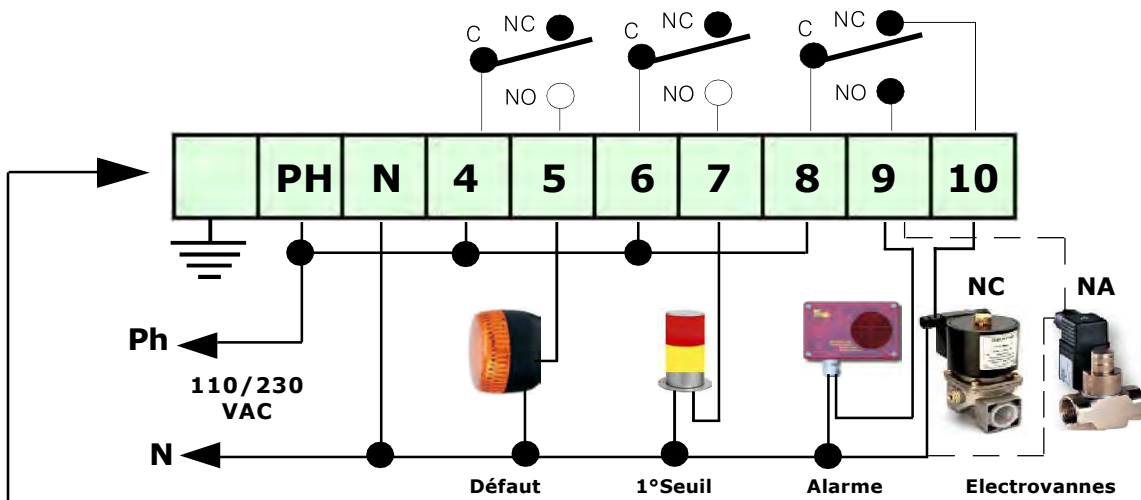 C NC C NC C NC
NO NO NO
PH N 4 5 6 7 8 9 10
NC NA
Ph
110/230
VAC
N
Défaut 1°Seuil Alarme Electrovannes